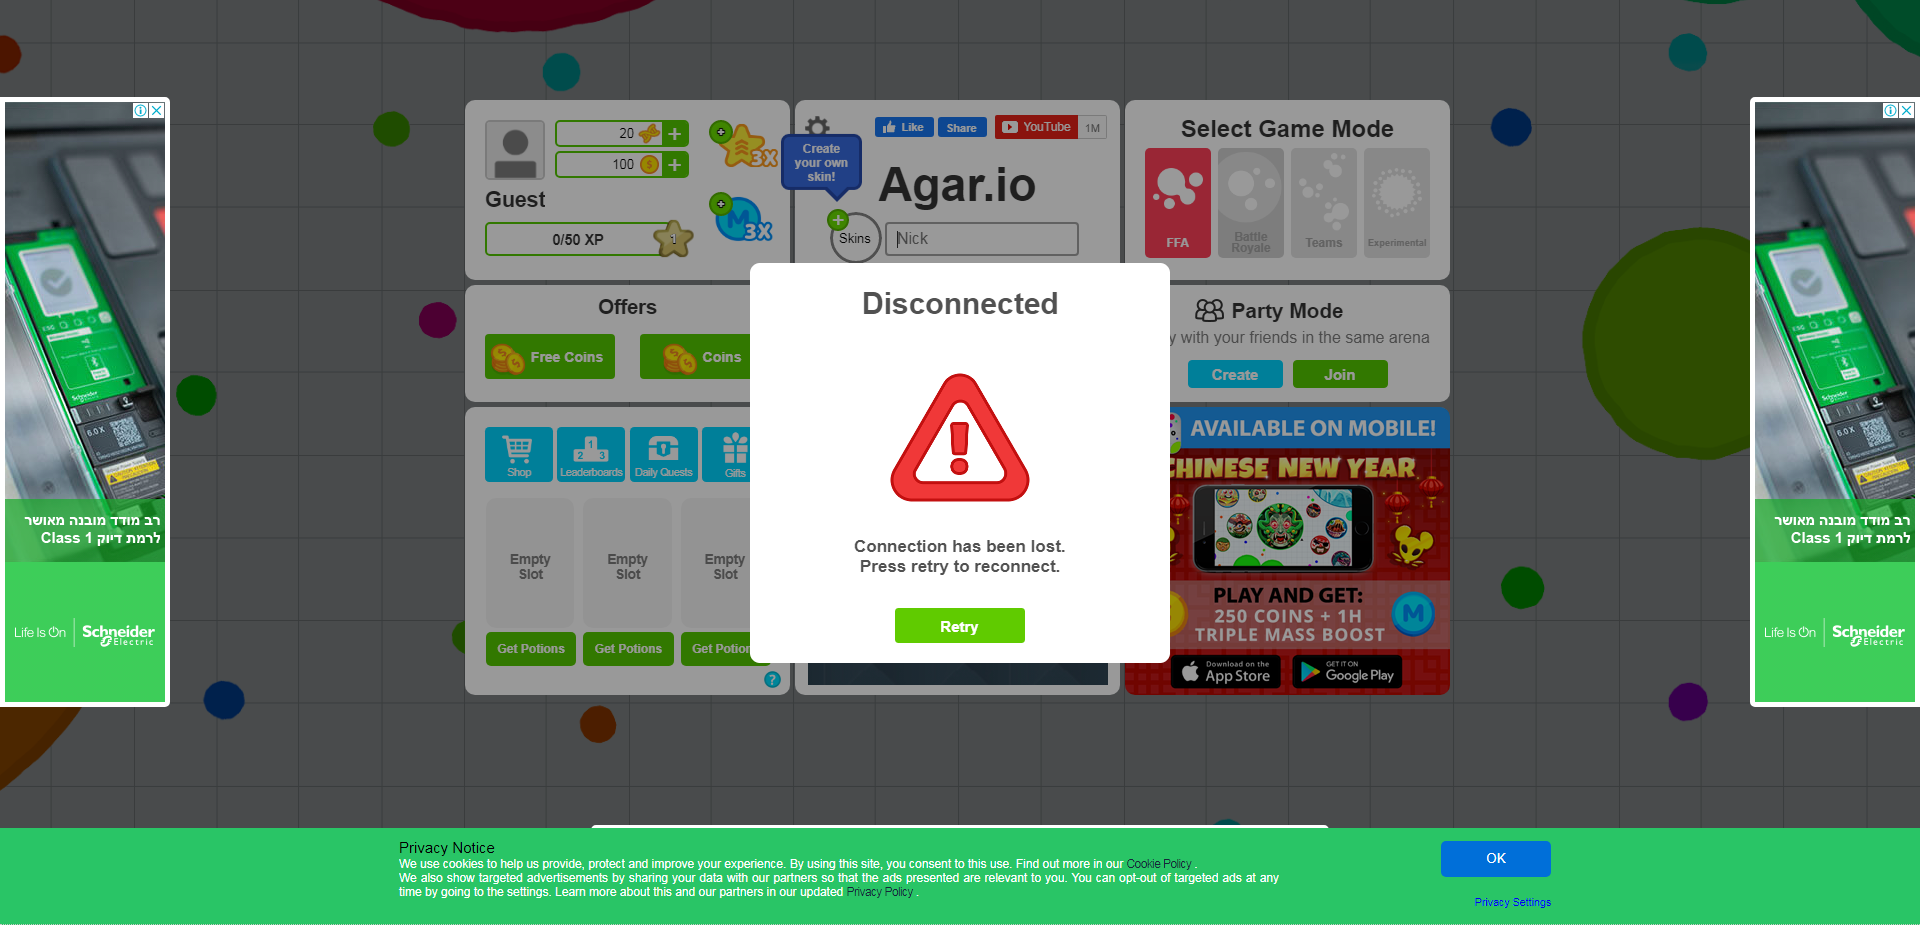 רב מודד מובנה מאושר
לרמת דיוק Class 1
Life Is On
Schneider
Electric
20
100
3X
Guest
3X
0/50 XP
1
Create
your own
skin!
Like
Share
YouTube
1M
Agar.io
Skins
Nick
Select Game Mode
FFA
Battle
Royale
Teams
Experimental
Offers
Free Coins
Coins
Disconnected
Connection has been lost.
Press retry to reconnect.
Retry
Party Mode
y with your friends in the same arena
Create
Join
Shop
Leaderboards
Daily Quests
Gifts
Empty
Slot
Empty
Slot
Empty
Slot
Get Potions
Get Potions
Get Potion
?
AVAILABLE ON MOBILE!
CHINESE NEW YEAR
PLAY AND GET:
250 COINS + 1H
TRIPLE MASS BOOST
Download on the
App Store
GET IT ON
Google Play
רב מודד מובנה מאושר
לרמת דיוק Class 1
Life Is On
Schneider
Electric
Privacy Notice
We use cookies to help us provide, protect and improve your experience. By using this site, you consent to this use. Find out more in our Cookie Policy.
We also show targeted advertisements by sharing your data with our partners so that the ads presented are relevant to you. You can opt-out of targeted ads at any
time by going to the settings. Learn more about this and our partners in our updated Privacy Policy .
OK
Privacy Settings